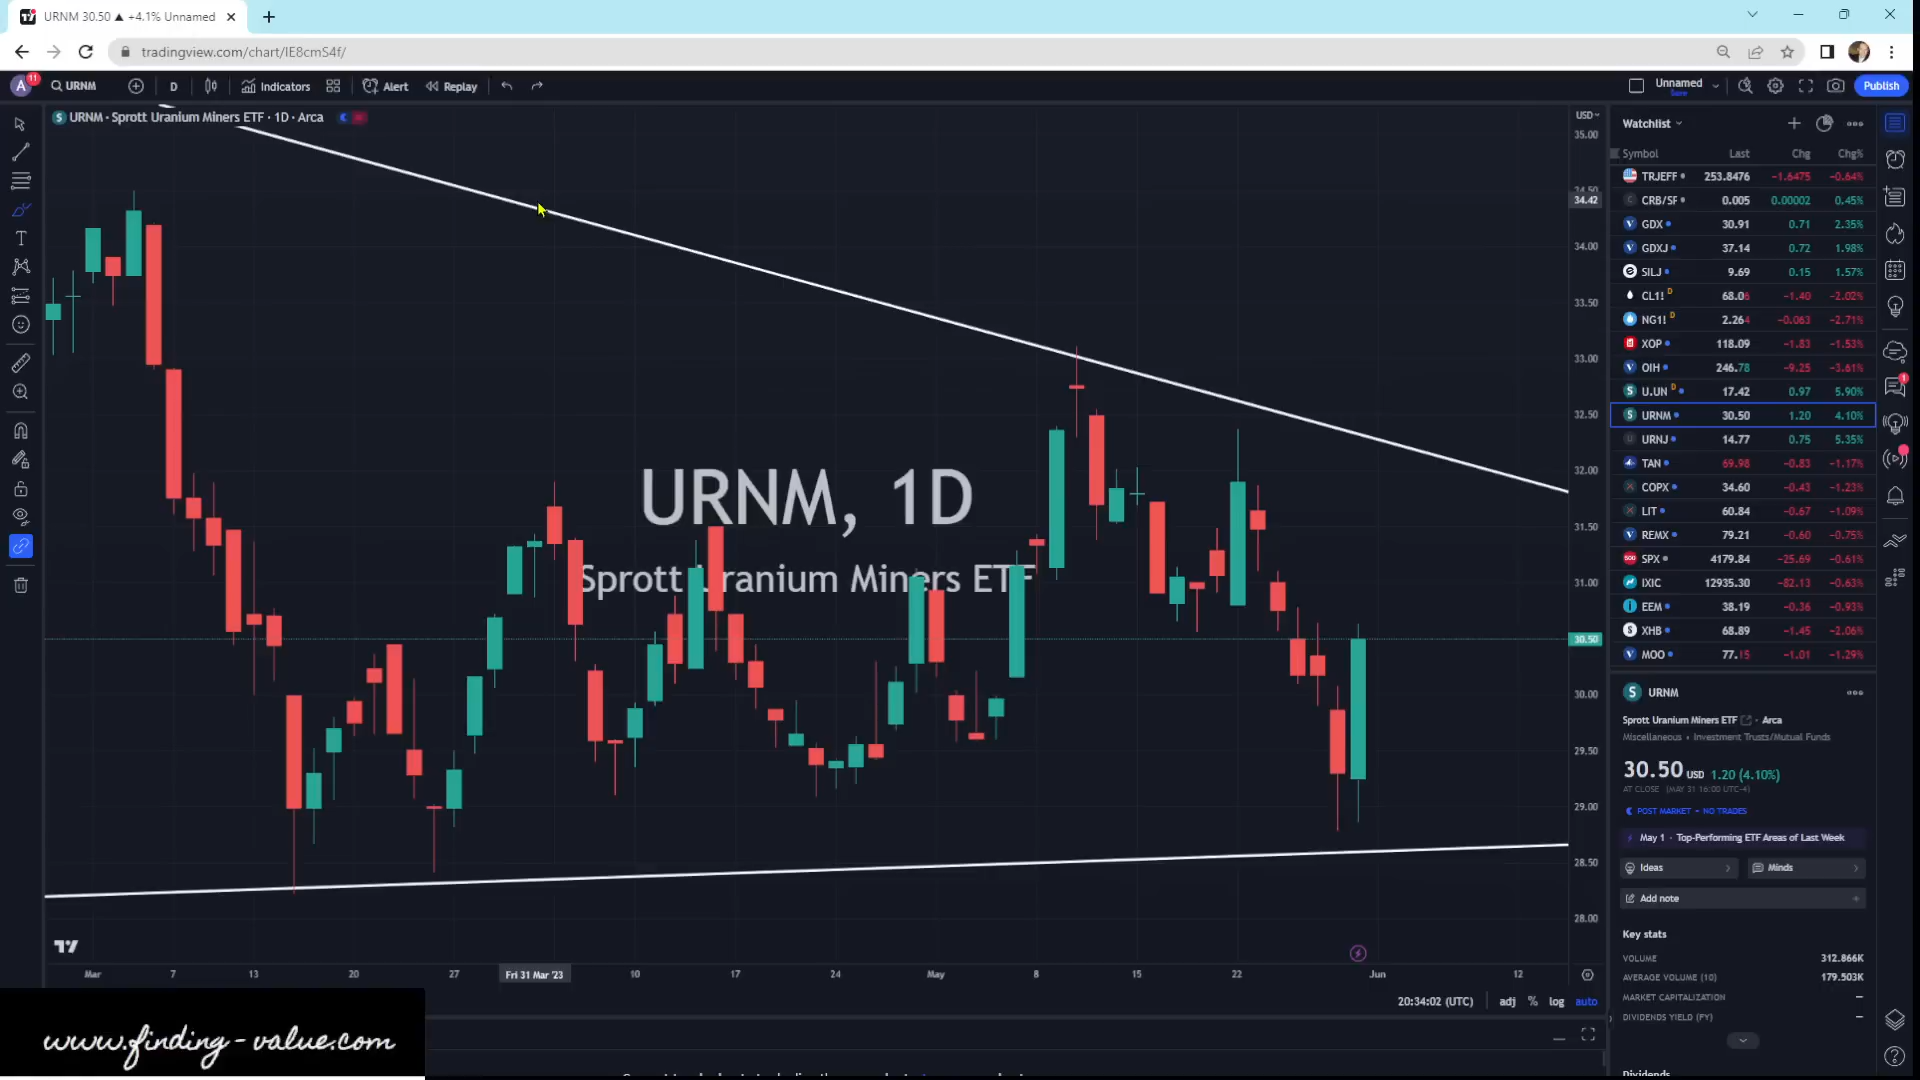 URNM 30.50 ▲ +4.1% Unnamed
tradingview.com/chart/IE8cmS4f/
A 11 URNM D Indicators Alert Replay Unnamed Save Publish
URNM · Sprott Uranium Miners ETF · 1D · Arca
USD
35.00
34.50
34.42
34.00
33.50
33.00
32.50
32.00
31.50
31.00
30.50
30.00
29.50
29.00
28.50
28.00
URNM, 1D
Sprott Uranium Miners ETF
Mar 7 13 20 27 Fri 31 Mar '23 10 17 24 May 8 15 22 Jun 12
20:34:02 (UTC) adj % log auto
www.finding-value.com
Watchlist
Symbol Last Chg Chg%
TRJEFF 253.8476 −1.6475 −0.64%
CRB/SF 0.005 0.00002 0.45%
GDX 30.91 0.71 2.35%
GDXJ 37.14 0.72 1.98%
SILJ 9.69 0.15 1.57%
CL1! D 68.06 −1.40 −2.02%
NG1! D 2.264 −0.063 −2.71%
XOP 118.09 −1.83 −1.53%
OIH 246.78 −9.25 −3.61%
U.UN D 17.42 0.97 5.90%
URNM 30.50 1.20 4.10%
URNJ 14.77 0.75 5.35%
TAN 69.98 −0.83 −1.17%
COPX 34.60 −0.43 −1.23%
LIT 60.84 −0.67 −1.09%
REMX 79.21 −0.60 −0.75%
SPX 4179.84 −25.69 −0.61%
IXIC 12935.30 −82.13 −0.63%
EEM 38.19 −0.36 −0.93%
XHB 68.89 −1.45 −2.06%
MOO 77.15 −1.01 −1.29%
URNM
Sprott Uranium Miners ETF · Arca
Miscellaneous • Investment Trusts/Mutual Funds
30.50 USD 1.20 (4.10%)
AT CLOSE (MAY 31 16:00 UTC-4)
POST MARKET • NO TRADES
May 1 · Top-Performing ETF Areas of Last Week
Ideas Minds
Add note
Key stats
VOLUME 312.866K
AVERAGE VOLUME (10) 179.503K
MARKET CAPITALIZATION —
DIVIDENDS YIELD (FY) —
Dividends